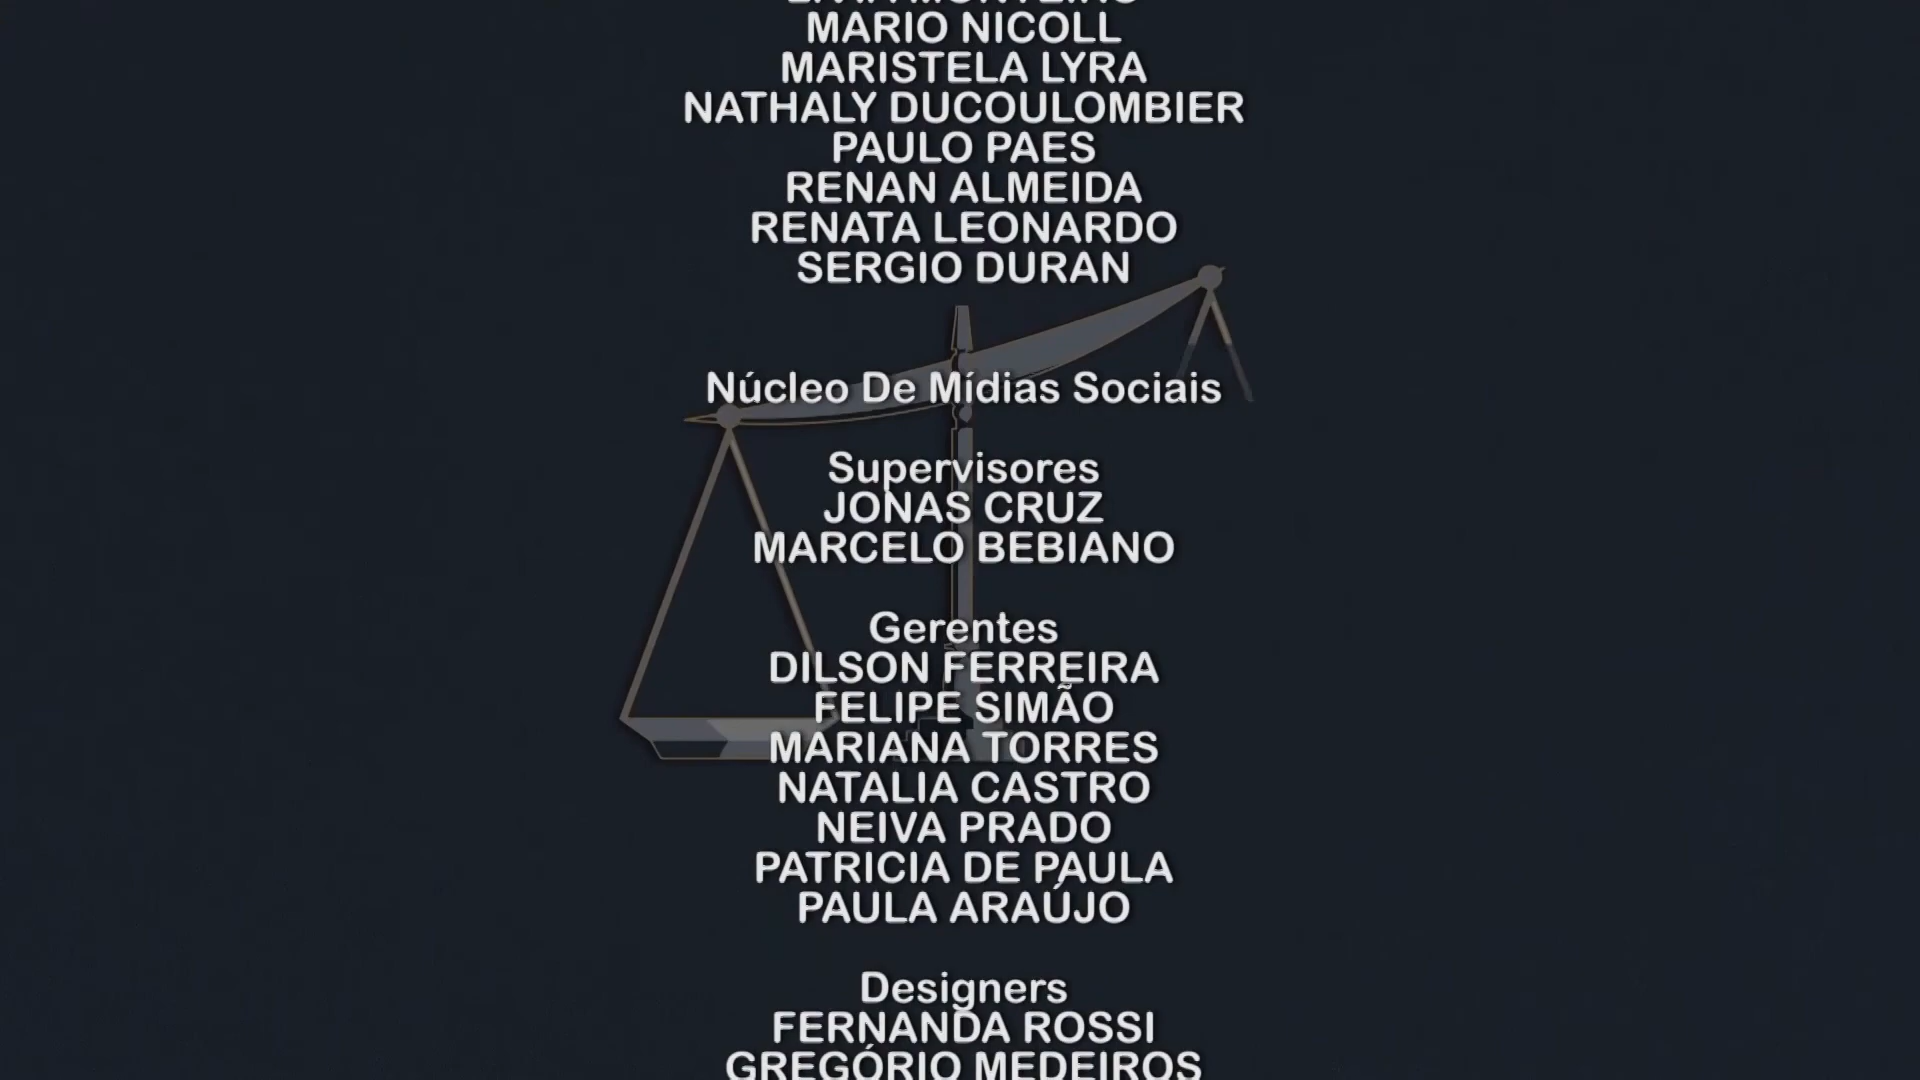 MARIO NICOLL
MARISTELA LYRA
NATHALY DUCOULOMBIER
PAULO PAES
RENAN ALMEIDA
RENATA LEONARDO
SERGIO DURAN
Núcleo De Mídias Sociais
Supervisores
JONAS CRUZ
MARCELO BEBIANO
Gerentes
DILSON FERREIRA
FELIPE SIMÃO
MARIANA TORRES
NATALIA CASTRO
NEIVA PRADO
PATRICIA DE PAULA
PAULA ARAÚJO
Designers
FERNANDA ROSSI
GREGÓRIO MEDEIROS